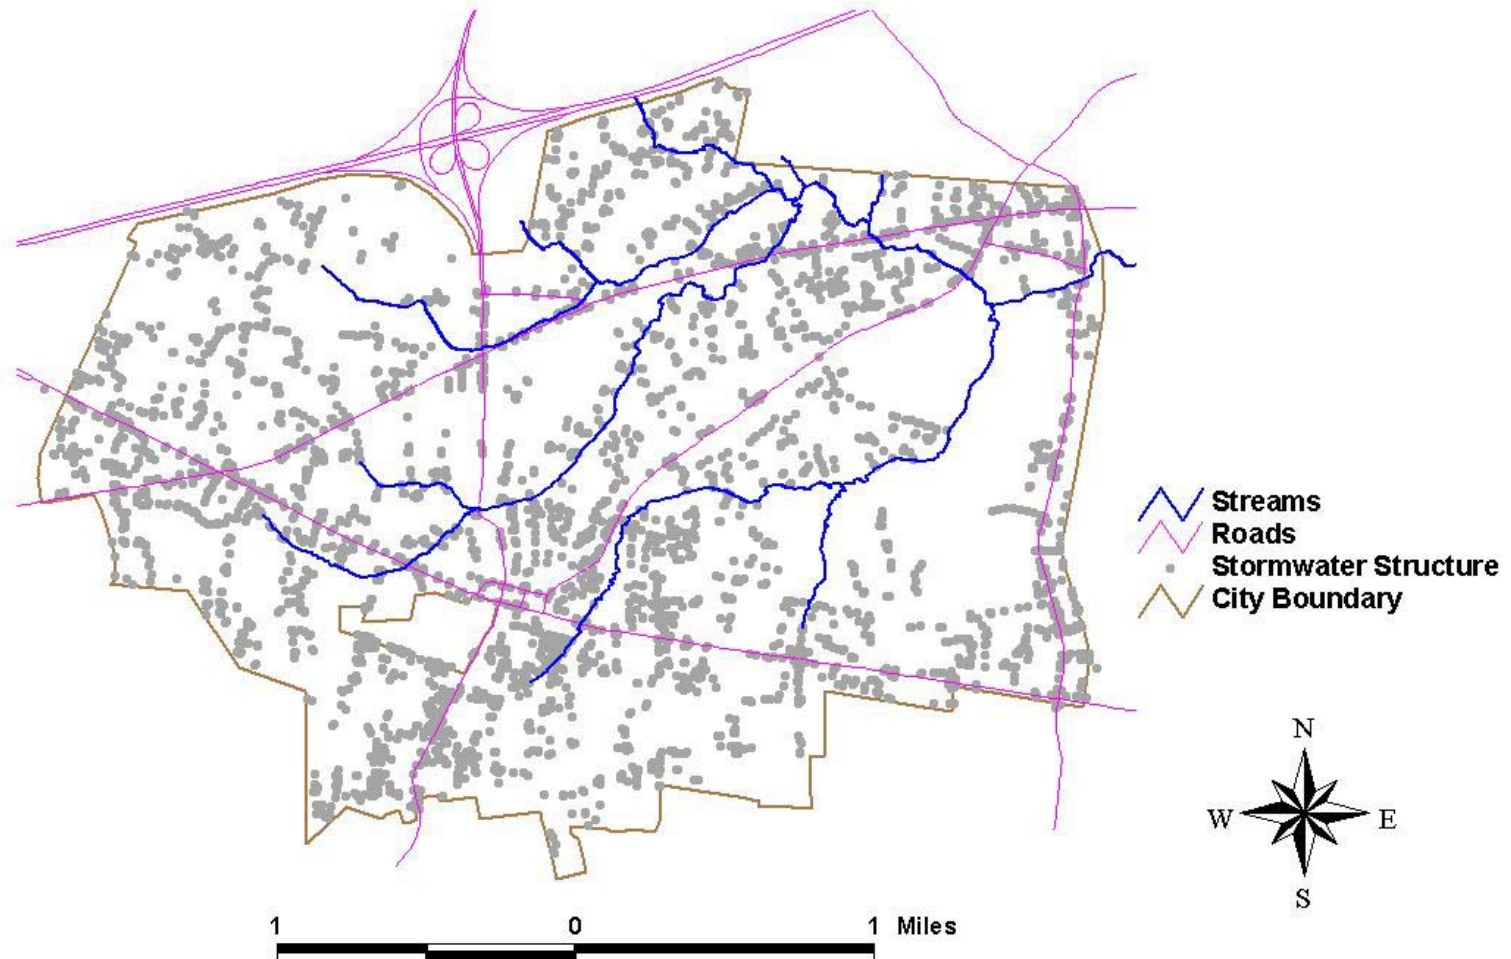 Streams
Roads
Stormwater Structure
City Boundary
N
W E
S
1 0 1 Miles